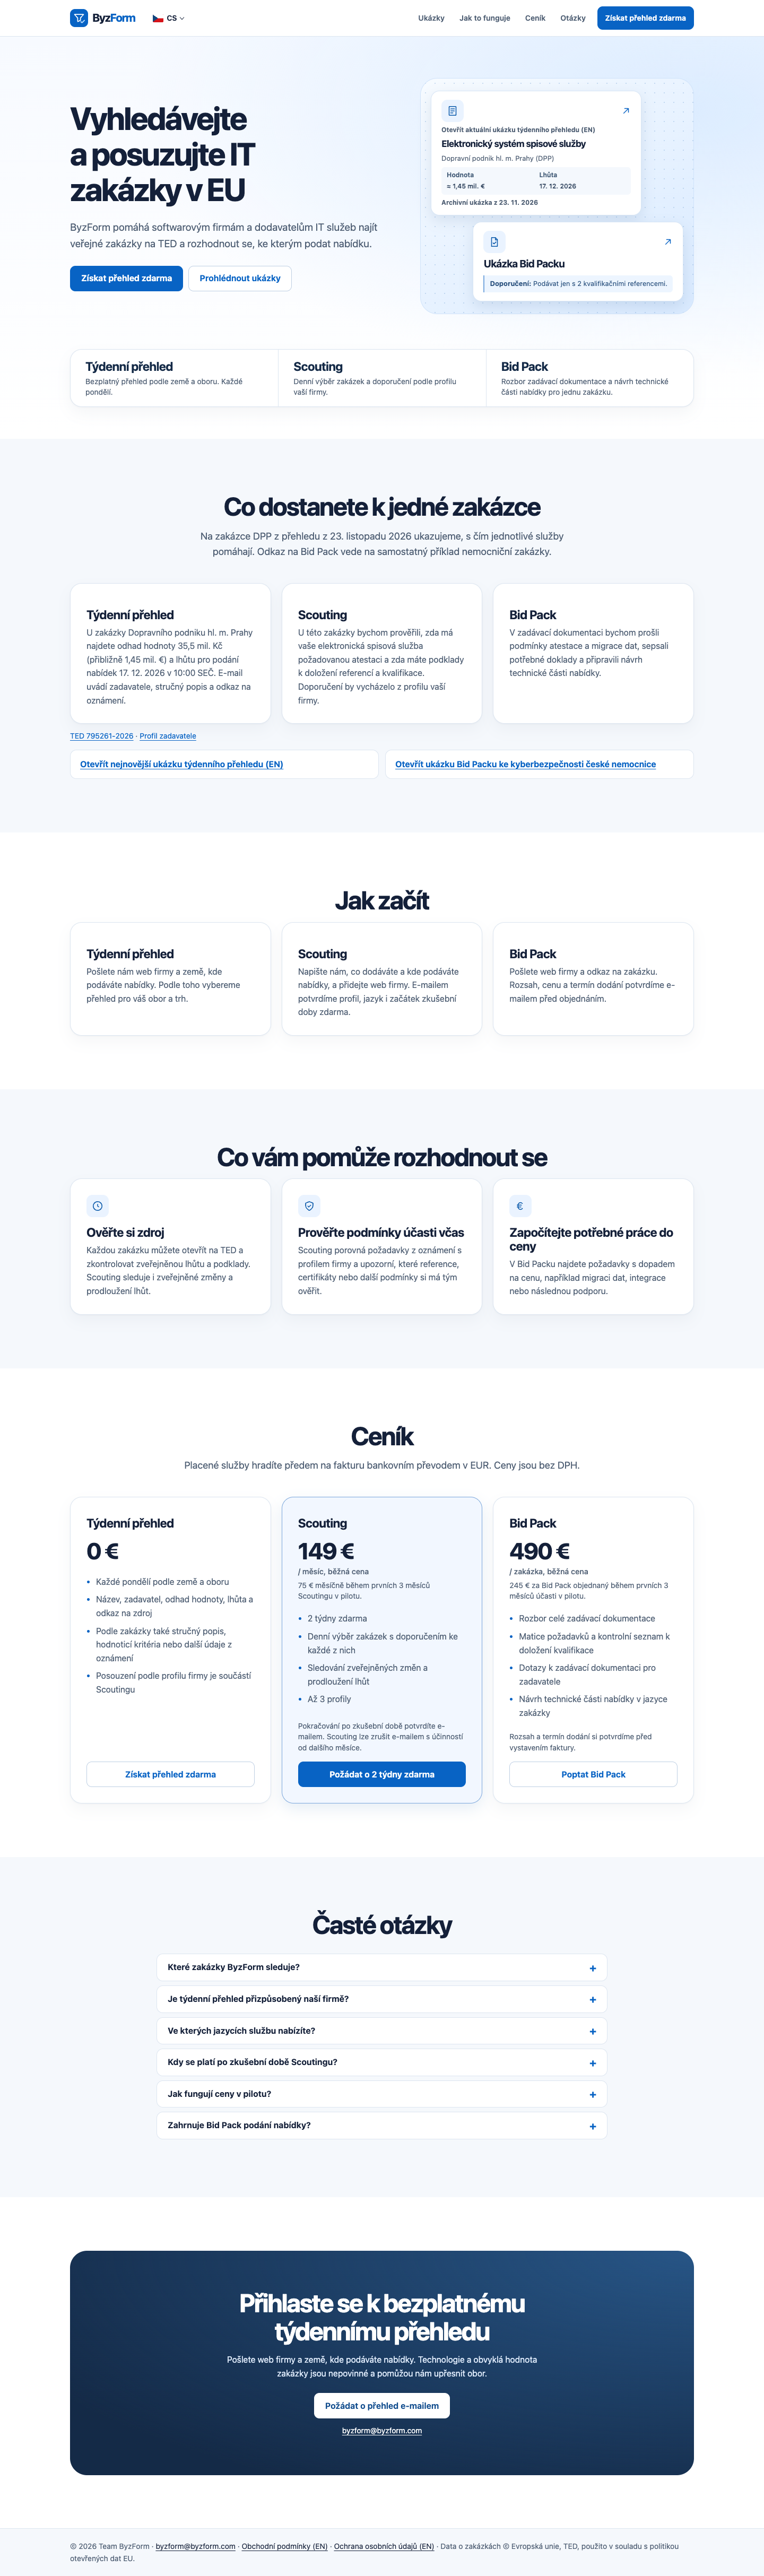 ByzForm CS Ukázky Jak to funguje Ceník Otázky Získat přehled zdarma
Vyhledávejte
a posuzujte IT
zakázky v EU
ByzForm pomáhá softwarovým firmám a dodavatelům IT služeb najít
veřejné zakázky na TED a rozhodnout se, ke kterým podat nabídku.
Získat přehled zdarma Prohlédnout ukázky
Otevřít aktuální ukázku týdenního přehledu (EN)
Elektronický systém spisové služby
Dopravní podnik hl. m. Prahy (DPP)
Hodnota Lhůta
≈ 1,45 mil. € 17. 12. 2026
Archivní ukázka z 23. 11. 2026
Ukázka Bid Packu
Doporučení: Podávat jen s 2 kvalifikačními referencemi.
Týdenní přehled
Bezplatný přehled podle země a oboru. Každé
pondělí.
Scouting
Denní výběr zakázek a doporučení podle profilu
vaší firmy.
Bid Pack
Rozbor zadávací dokumentace a návrh technické
části nabídky pro jednu zakázku.
Co dostanete k jedné zakázce
Na zakázce DPP z přehledu z 23. listopadu 2026 ukazujeme, s čím jednotlivé služby
pomáhají. Odkaz na Bid Pack vede na samostatný příklad nemocniční zakázky.
Týdenní přehled
U zakázky Dopravního podniku hl. m. Prahy
najdete odhad hodnoty 35,5 mil. Kč
(přibližně 1,45 mil. €) a lhůtu pro podání
nabídek 17. 12. 2026 v 10:00 SEČ. E-mail
uvádí zadavatele, stručný popis a odkaz na
oznámení.
Scouting
U této zakázky bychom prověřili, zda má
vaše elektronická spisová služba
požadovanou atestaci a zda máte podklady
k doložení referencí a kvalifikace.
Doporučení by vycházelo z profilu vaší
firmy.
Bid Pack
V zadávací dokumentaci bychom prošli
podmínky atestace a migrace dat, sepsali
potřebné doklady a připravili návrh
technické části nabídky.
TED 795261-2026 · Profil zadavatele
Otevřít nejnovější ukázku týdenního přehledu (EN)
Otevřít ukázku Bid Packu ke kyberbezpečnosti české nemocnice
Jak začít
Týdenní přehled
Pošlete nám web firmy a země, kde
podáváte nabídky. Podle toho vybereme
přehled pro váš obor a trh.
Scouting
Napište nám, co dodáváte a kde podáváte
nabídky, a přidejte web firmy. E-mailem
potvrdíme profil, jazyk i začátek zkušební
doby zdarma.
Bid Pack
Pošlete web firmy a odkaz na zakázku.
Rozsah, cenu a termín dodání potvrdíme e-
mailem před objednáním.
Co vám pomůže rozhodnout se
Ověřte si zdroj
Každou zakázku můžete otevřít na TED a
zkontrolovat zveřejněnou lhůtu a podklady.
Scouting sleduje i zveřejněné změny a
prodloužení lhůt.
Prověřte podmínky účasti včas
Scouting porovná požadavky z oznámení s
profilem firmy a upozorní, které reference,
certifikáty nebo další podmínky si má tým
ověřit.
€
Započítejte potřebné práce do
ceny
V Bid Packu najdete požadavky s dopadem
na cenu, například migraci dat, integrace
nebo následnou podporu.
Ceník
Placené služby hradíte předem na fakturu bankovním převodem v EUR. Ceny jsou bez DPH.
Týdenní přehled
0 €
• Každé pondělí podle země a oboru
• Název, zadavatel, odhad hodnoty, lhůta a
odkaz na zdroj
• Podle zakázky také stručný popis,
hodnoticí kritéria nebo další údaje z
oznámení
• Posouzení podle profilu firmy je součástí
Scoutingu
Získat přehled zdarma
Scouting
149 €
/ měsíc, běžná cena
75 € měsíčně během prvních 3 měsíců
Scoutingu v pilotu.
• 2 týdny zdarma
• Denní výběr zakázek s doporučením ke
každé z nich
• Sledování zveřejněných změn a
prodloužení lhůt
• Až 3 profily
Pokračování po zkušební době potvrdíte e-
mailem. Scouting lze zrušit e-mailem s účinností
od dalšího měsíce.
Požádat o 2 týdny zdarma
Bid Pack
490 €
/ zakázka, běžná cena
245 € za Bid Pack objednaný během prvních 3
měsíců účasti v pilotu.
• Rozbor celé zadávací dokumentace
• Matice požadavků a kontrolní seznam k
doložení kvalifikace
• Dotazy k zadávací dokumentaci pro
zadavatele
• Návrh technické části nabídky v jazyce
zakázky
Rozsah a termín dodání si potvrdíme před
vystavením faktury.
Poptat Bid Pack
Časté otázky
Které zakázky ByzForm sleduje? +
Je týdenní přehled přizpůsobený naší firmě? +
Ve kterých jazycích službu nabízíte? +
Kdy se platí po zkušební době Scoutingu? +
Jak fungují ceny v pilotu? +
Zahrnuje Bid Pack podání nabídky? +
Přihlaste se k bezplatnému
týdennímu přehledu
Pošlete web firmy a země, kde podáváte nabídky. Technologie a obvyklá hodnota
zakázky jsou nepovinné a pomůžou nám upřesnit obor.
Požádat o přehled e-mailem
byzform@byzform.com
© 2026 Team ByzForm · byzform@byzform.com · Obchodní podmínky (EN) · Ochrana osobních údajů (EN) · Data o zakázkách © Evropská unie, TED, použito v souladu s politikou
otevřených dat EU.